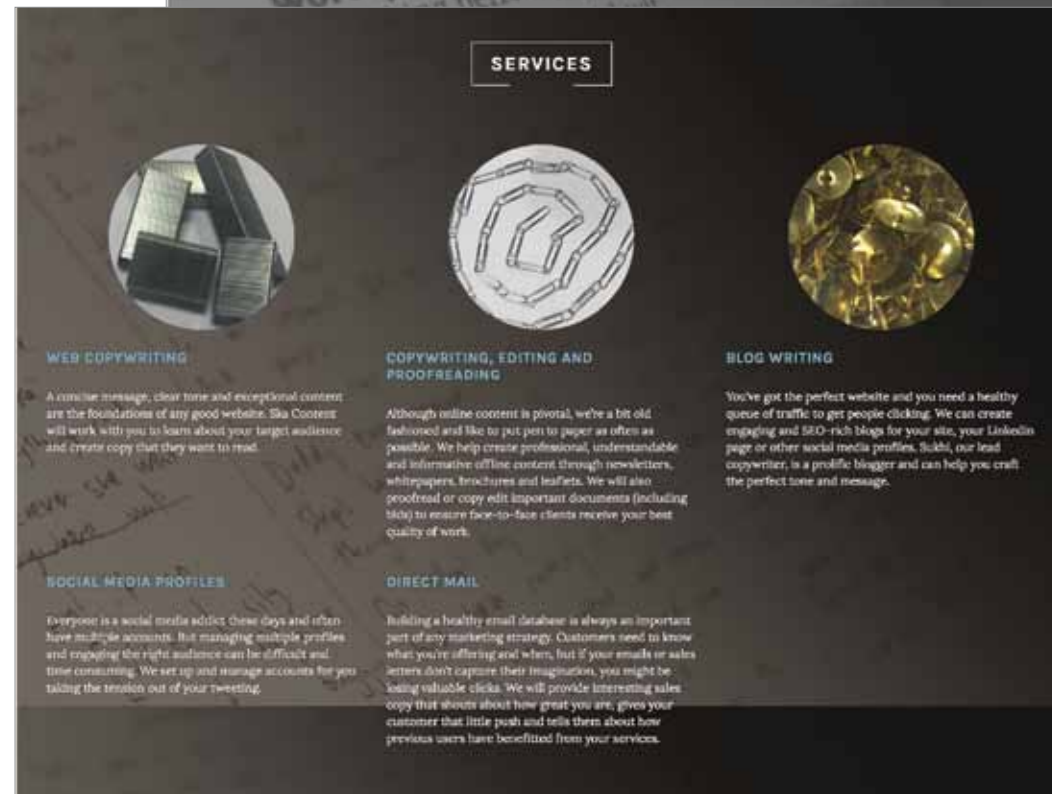 SERVICES
WEB COPYWRITING
A concise message, clear tone and exceptional content
are the foundations of any good website. Ska Content
will work with you to learn about your target audience
and create copy that they want to read.
COPYWRITING, EDITING AND
PROOFREADING
Although online content is pivotal, we're a bit old
fashioned and like to put pen to paper as often as
possible. We help create professional, understandable
and informative offline content through newsletters,
whitepapers, brochures and leaflets. We will also
proofread or copy edit important documents (including
bids) to ensure face-to-face clients receive your best
quality of work.
BLOG WRITING
You've got the perfect website and you need a healthy
queue of traffic to get people clicking. We can create
engaging and SEO-rich blogs for your site, your LinkedIn
page or other social media profiles. Sukhi, our lead
copywriter, is a prolific blogger and can help you craft
the perfect tone and message.
SOCIAL MEDIA PROFILES
Everyone is a social media addict these days and often
have multiple accounts. But managing multiple profiles
and engaging the right audience can be difficult and
time consuming. We set up and manage accounts for you
taking the tension out of your tweeting.
DIRECT MAIL
Building a healthy email database is always an important
part of any marketing strategy. Customers need to know
what you're offering and when, but if your emails or sales
letters don't capture their imagination, you might be
losing valuable clicks. We will provide interesting sales
copy that shouts about how great you are, gives your
customer that little push and tells them about how
previous users have benefitted from your services.